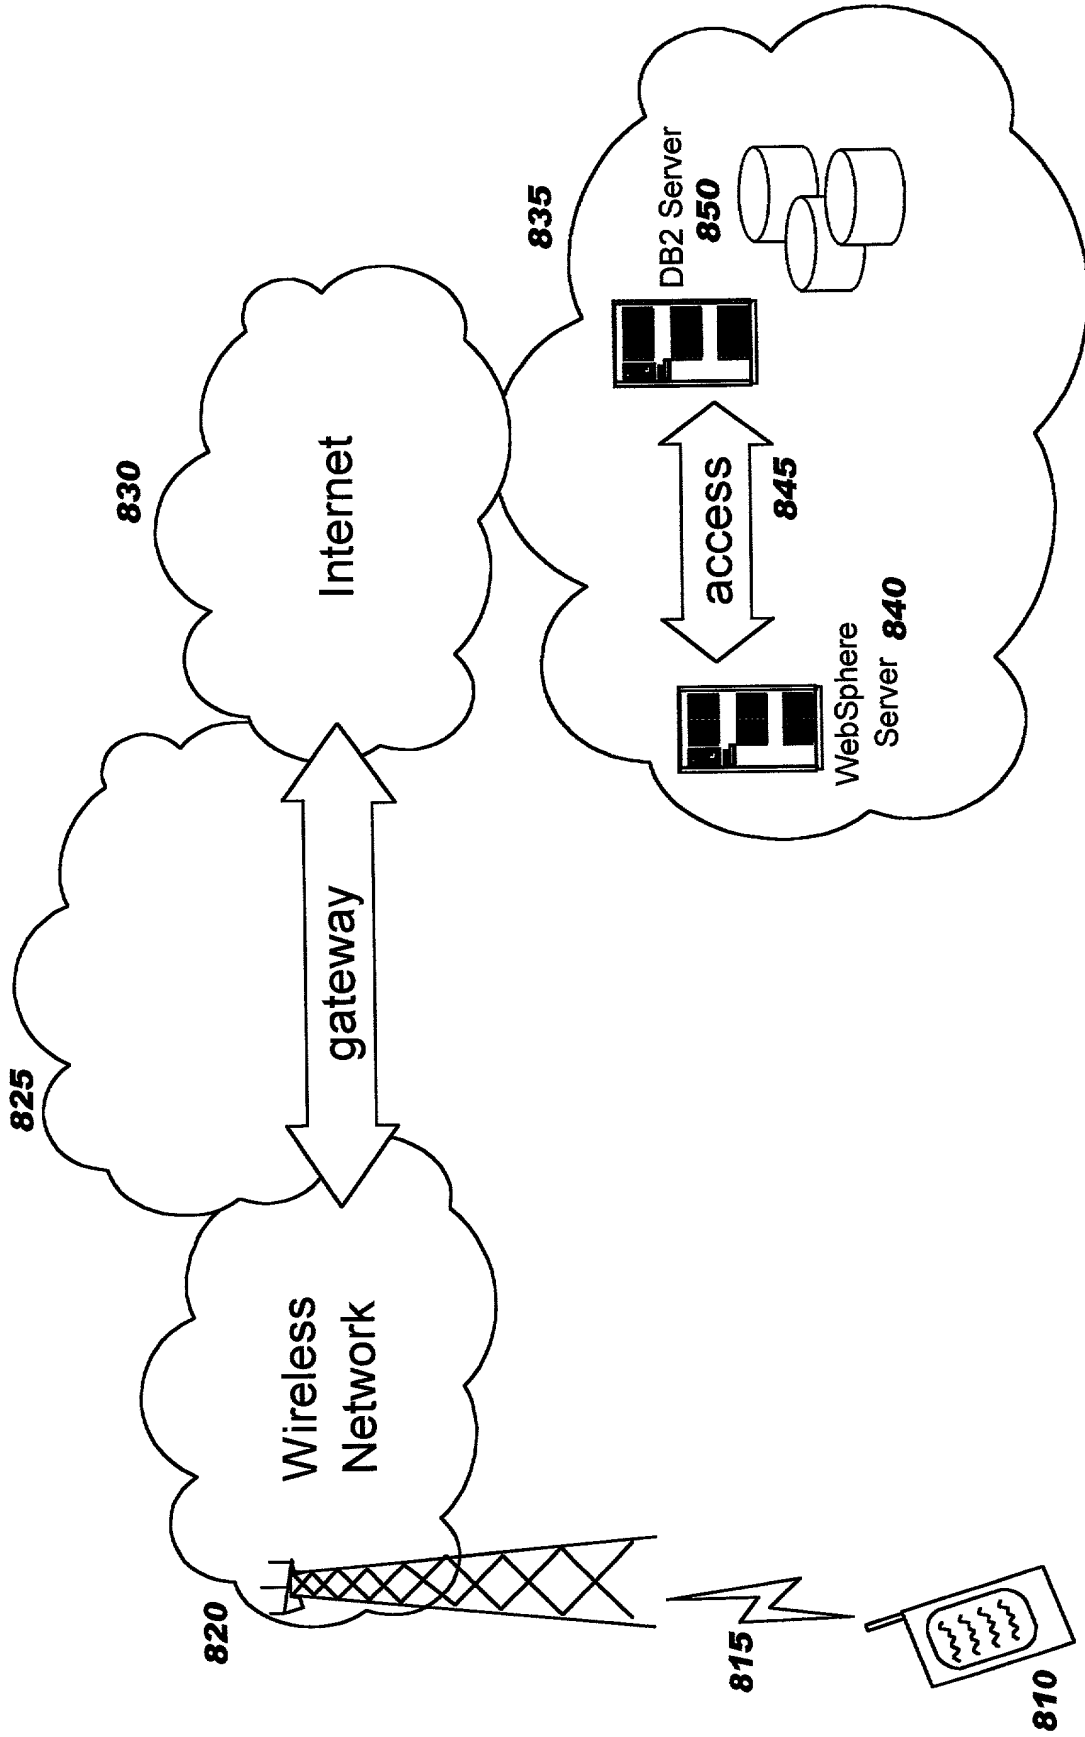 825
830
835
820
Wireless
Network
gateway
Internet
DB2 Server
850
access
845
WebSphere
Server 840
815
810